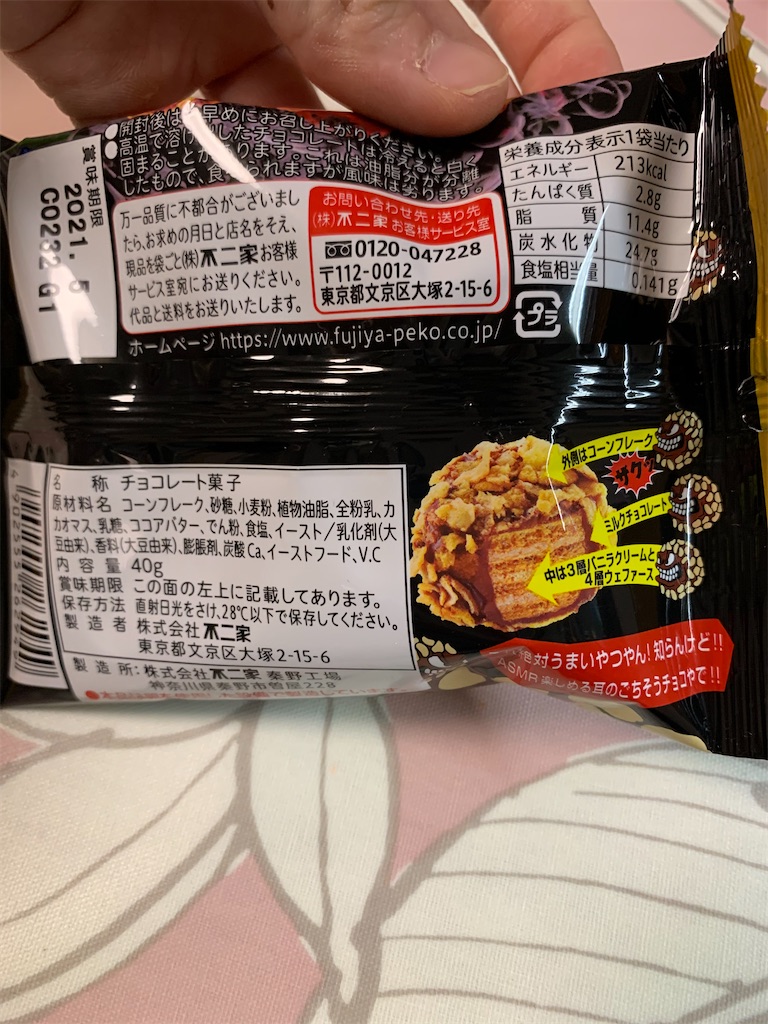 開封後は早めにお召し上がりください。
高温で溶けだしたチョコレートは冷えると白く
固まることがあります。これは油脂分が分離
したもので、食べられますが風味は劣ります。
賞味期限
2021. 5
G0232 G1
万一品質に不都合がございまし
たら、お求めの月日と店名をそえ、
現品を袋ごと(株)不二家お客様
サービス室宛にお送りください。
代品と送料をお送りいたします。
お問い合わせ先・送り先
(株)不二家お客様サービス室
0120-047228
〒112-0012
東京都文京区大塚2-15-6
ホームページ https://www.fujiya-peko.co.jp/
栄養成分表示1袋当たり
エネルギー 213kcal
たんぱく質 2.8g
脂質 11.4g
炭水化物 24.7g
食塩相当量 0.141g
プラ
名称 チョコレート菓子
原材料名 コーンフレーク、砂糖、小麦粉、植物油脂、全粉乳、カ
カオマス、乳糖、ココアバター、でん粉、食塩、イースト/乳化剤(大
豆由来)、香料(大豆由来)、膨脹剤、炭酸Ca、イーストフード、V.C
内容量 40g
賞味期限 この面の左上に記載してあります。
保存方法 直射日光をさけ、28℃以下で保存してください。
製造者 株式会社不二家
東京都文京区大塚2-15-6
製造所:株式会社不二家 秦野工場
神奈川県秦野市曽屋228
外側はコーンフレーク
ザクザク
ミルクチョコレート
中は3層バニラクリームと
4層ウェファース
絶対うまいやつやん!知らんけど!!
ASMR 楽しめる耳のごちそうチョコやで!!